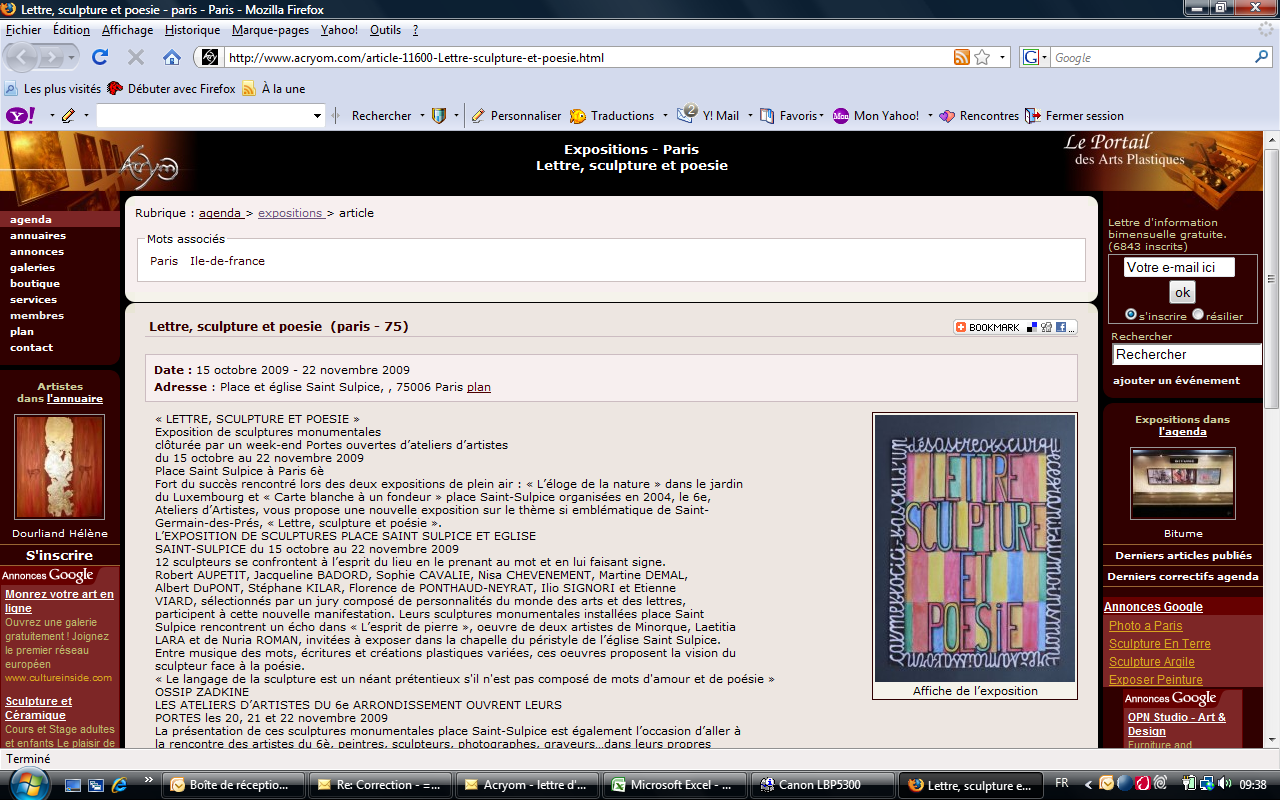 Lettre, sculpture et poesie - paris - Paris - Mozilla Firefox
Fichier Édition Affichage Historique Marque-pages Yahoo! Outils ?
http://www.acryom.com/article-11600-Lettre-sculpture-et-poesie.html
Google
Les plus visités Débuter avec Firefox À la une
Y! Rechercher Personnaliser Traductions 2 Y! Mail Favoris Mon Yahoo! Rencontres Fermer session
Acryom
Expositions - Paris
Lettre, sculpture et poesie
Le Portail
des Arts Plastiques
agenda
annuaires
annonces
galeries
boutique
services
membres
plan
contact
Artistes
dans l'annuaire
Dourliand Hélène
S'inscrire
Annonces Google
Monrez votre art en
ligne
Ouvrez une galerie
gratuitement ! Joignez
le premier réseau
européen
www.cultureinside.com
Sculpture et
Céramique
Cours et Stage adultes
et enfants Le plaisir de
Rubrique : agenda > expositions > article
Mots associés
Paris Ile-de-france
Lettre, sculpture et poesie (paris - 75)
BOOKMARK
Date : 15 octobre 2009 - 22 novembre 2009
Adresse : Place et église Saint Sulpice, , 75006 Paris plan
« LETTRE, SCULPTURE ET POESIE »
Exposition de sculptures monumentales
clôturée par un week-end Portes ouvertes d’ateliers d’artistes
du 15 octobre au 22 novembre 2009
Place Saint Sulpice à Paris 6è
Fort du succès rencontré lors des deux expositions de plein air : « L’éloge de la nature » dans le jardin
du Luxembourg et « Carte blanche à un fondeur » place Saint-Sulpice organisées en 2004, le 6e,
Ateliers d’Artistes, vous propose une nouvelle exposition sur le thème si emblématique de Saint-
Germain-des-Prés, « Lettre, sculpture et poésie ».
L’EXPOSITION DE SCULPTURES PLACE SAINT SULPICE ET EGLISE
SAINT-SULPICE du 15 octobre au 22 novembre 2009
12 sculpteurs se confrontent à l’esprit du lieu en le prenant au mot et en lui faisant signe.
Robert AUPETIT, Jacqueline BADORD, Sophie CAVALIE, Nisa CHEVENEMENT, Martine DEMAL,
Albert DuPONT, Stéphane KILAR, Florence de PONTHAUD-NEYRAT, Ilio SIGNORI et Etienne
VIARD, sélectionnés par un jury composé de personnalités du monde des arts et des lettres,
participent à cette nouvelle manifestation. Leurs sculptures monumentales installées place Saint
Sulpice rencontrent un écho dans « L’esprit de pierre », oeuvre de deux artistes de Minorque, Laetitia
LARA et de Nuria ROMAN, invitées à exposer dans la chapelle du péristyle de l’église Saint Sulpice.
Entre musique des mots, écritures et créations plastiques variées, ces oeuvres proposent la vision du
sculpteur face à la poésie.
« Le langage de la sculpture est un néant prétentieux s'il n'est pas composé de mots d'amour et de poésie »
OSSIP ZADKINE
LES ATELIERS D’ARTISTES DU 6e ARRONDISSEMENT OUVRENT LEURS
PORTES les 20, 21 et 22 novembre 2009
La présentation de ces sculptures monumentales place Saint-Sulpice est également l’occasion d’aller à
la rencontre des artistes du 6è, peintres, sculpteurs, photographes, graveurs...dans leurs propres
LETTRE
SCULPTURE
ET
POESIE
Affiche de l’exposition
Lettre d'information
bimensuelle gratuite.
(6843 inscrits)
Votre e-mail ici
ok
s'inscrire résilier
Rechercher
Rechercher
ajouter un événement
Expositions dans
l'agenda
BITUME
Bitume
Derniers articles publiés
Derniers correctifs agenda
Annonces Google
Photo a Paris
Sculpture En Terre
Sculpture Argile
Exposer Peinture
Annonces Google
OPN Studio - Art &
Design
Furniture and
Terminé
Boîte de réceptio... Re: Correction - =... Acryom - lettre d'... Microsoft Excel - ... Canon LBP5300 Lettre, sculpture e... FR 09:38